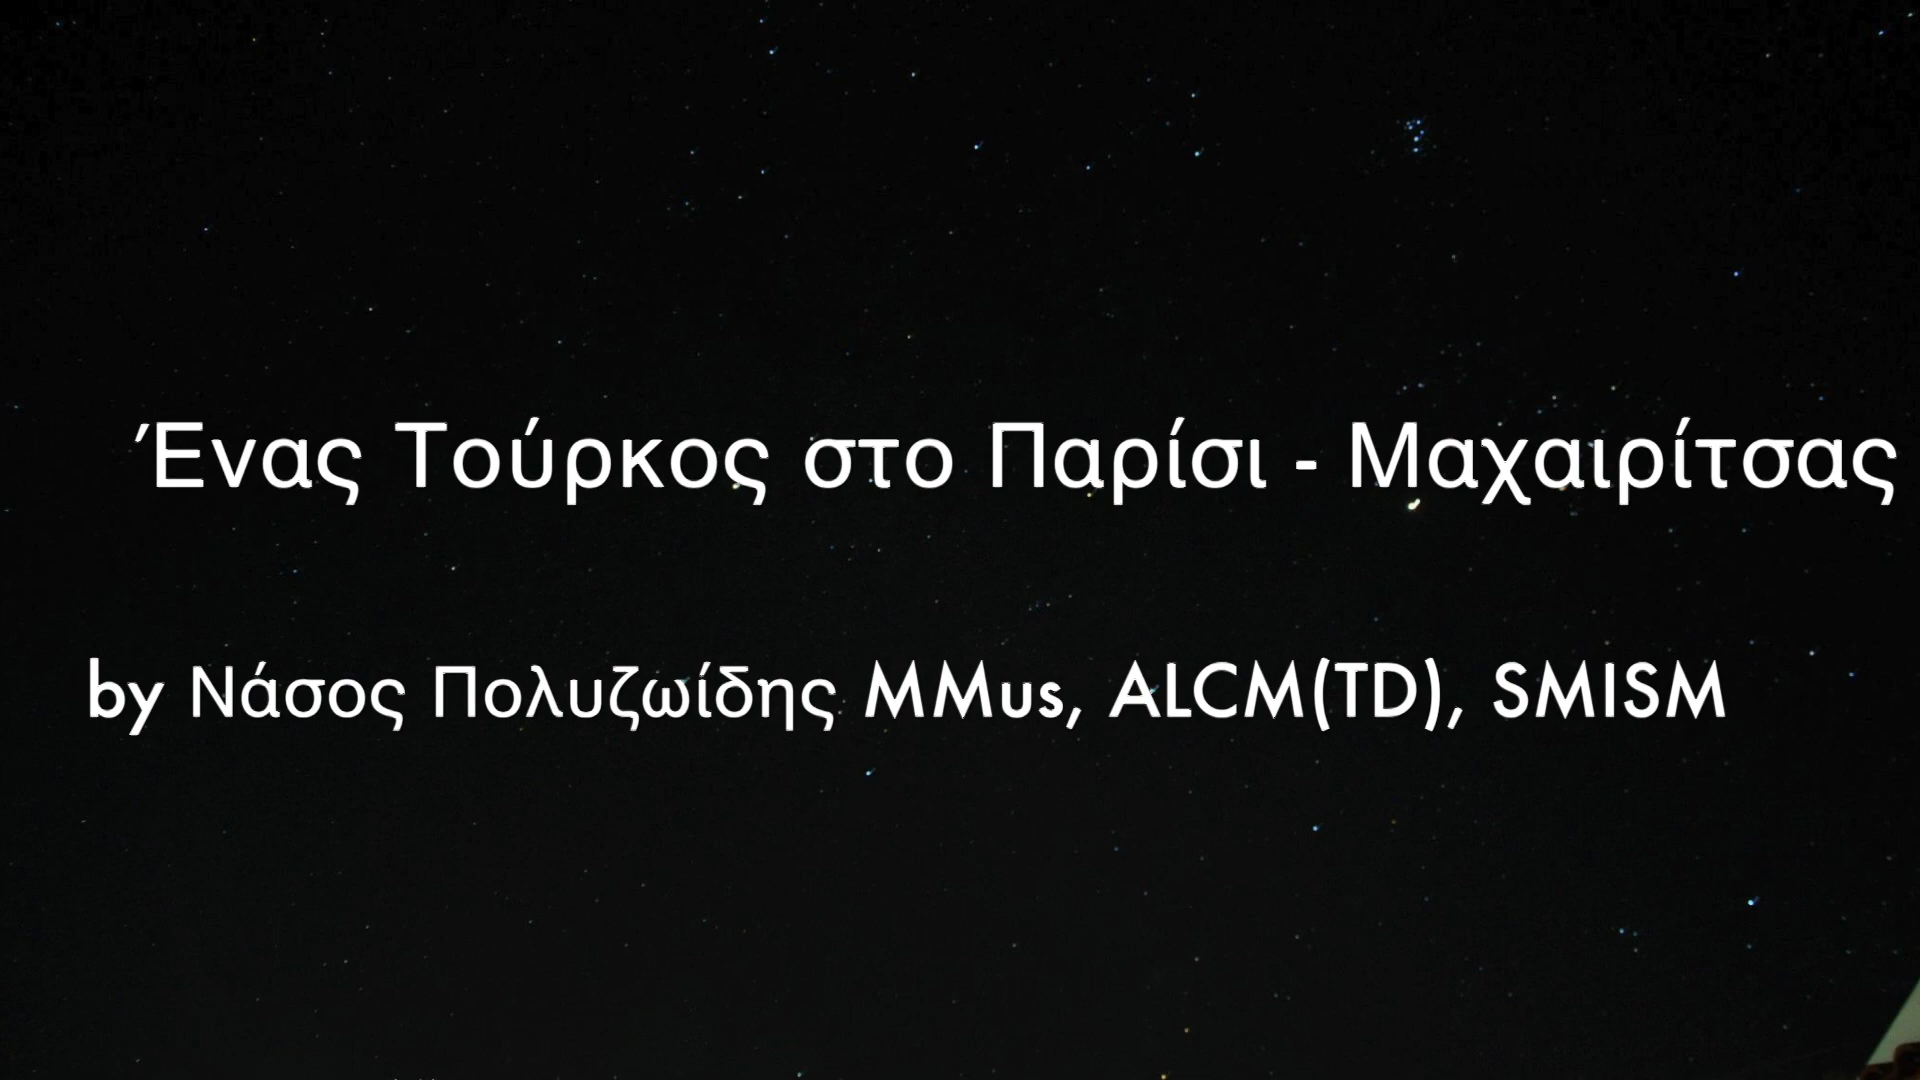 Ένας Τούρκος στο Παρίσι - Μαχαιρίτσας
by Νάσος Πολυζωίδης MMus, ALCM(TD), SMISM